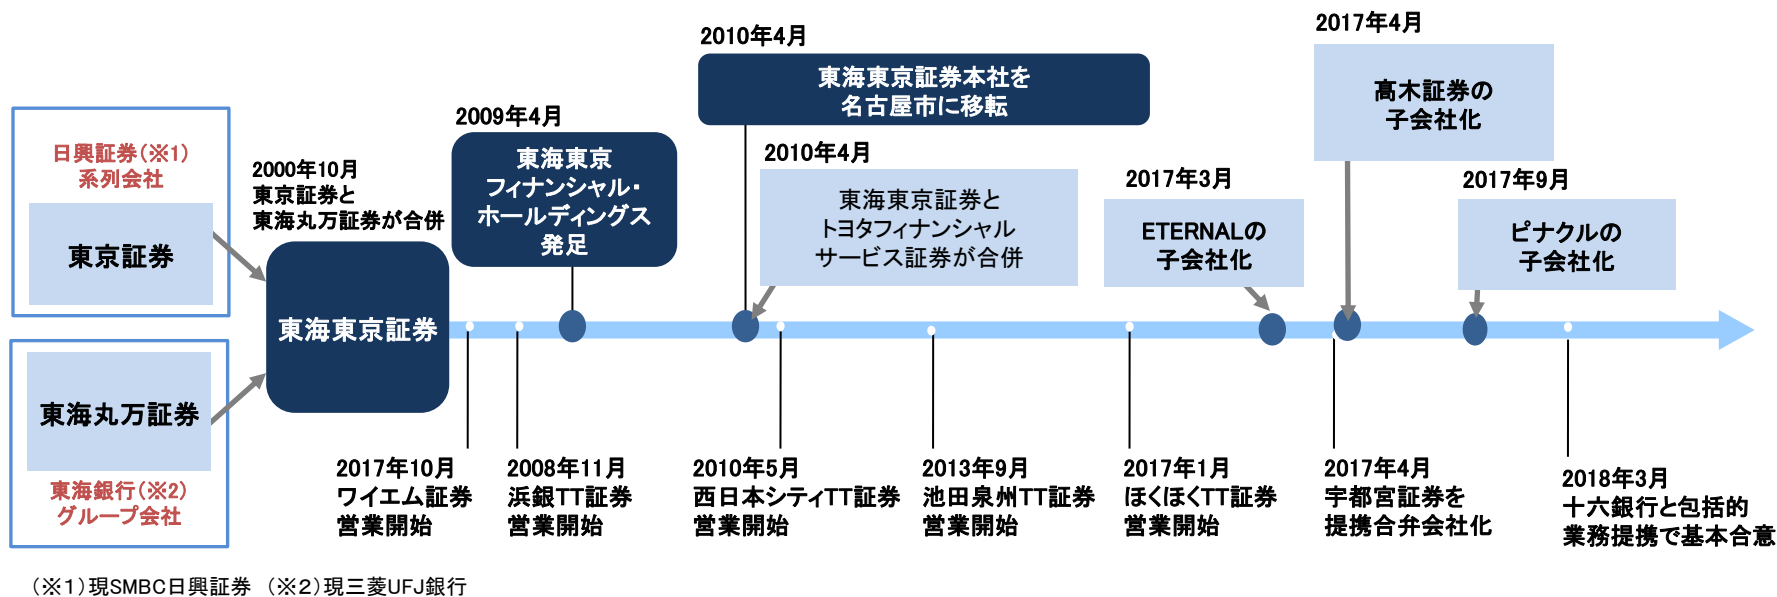 日興証券(※1)
系列会社
東京証券
東海丸万証券
東海銀行(※2)
グループ会社
2000年10月
東京証券と
東海丸万証券が合併
東海東京証券
2009年4月
東海東京
フィナンシャル・
ホールディングス
発足
2010年4月
東海東京証券本社を
名古屋市に移転
2010年4月
東海東京証券と
トヨタフィナンシャル
サービス証券が合併
2017年3月
ETERNALの
子会社化
2017年4月
髙木証券の
子会社化
2017年9月
ピナクルの
子会社化
2017年10月
ワイエム証券
営業開始
2008年11月
浜銀TT証券
営業開始
2010年5月
西日本シティTT証券
営業開始
2013年9月
池田泉州TT証券
営業開始
2017年1月
ほくほくTT証券
営業開始
2017年4月
宇都宮証券を
提携合弁会社化
2018年3月
十六銀行と包括的
業務提携で基本合意
(※1)現SMBC日興証券 (※2)現三菱UFJ銀行